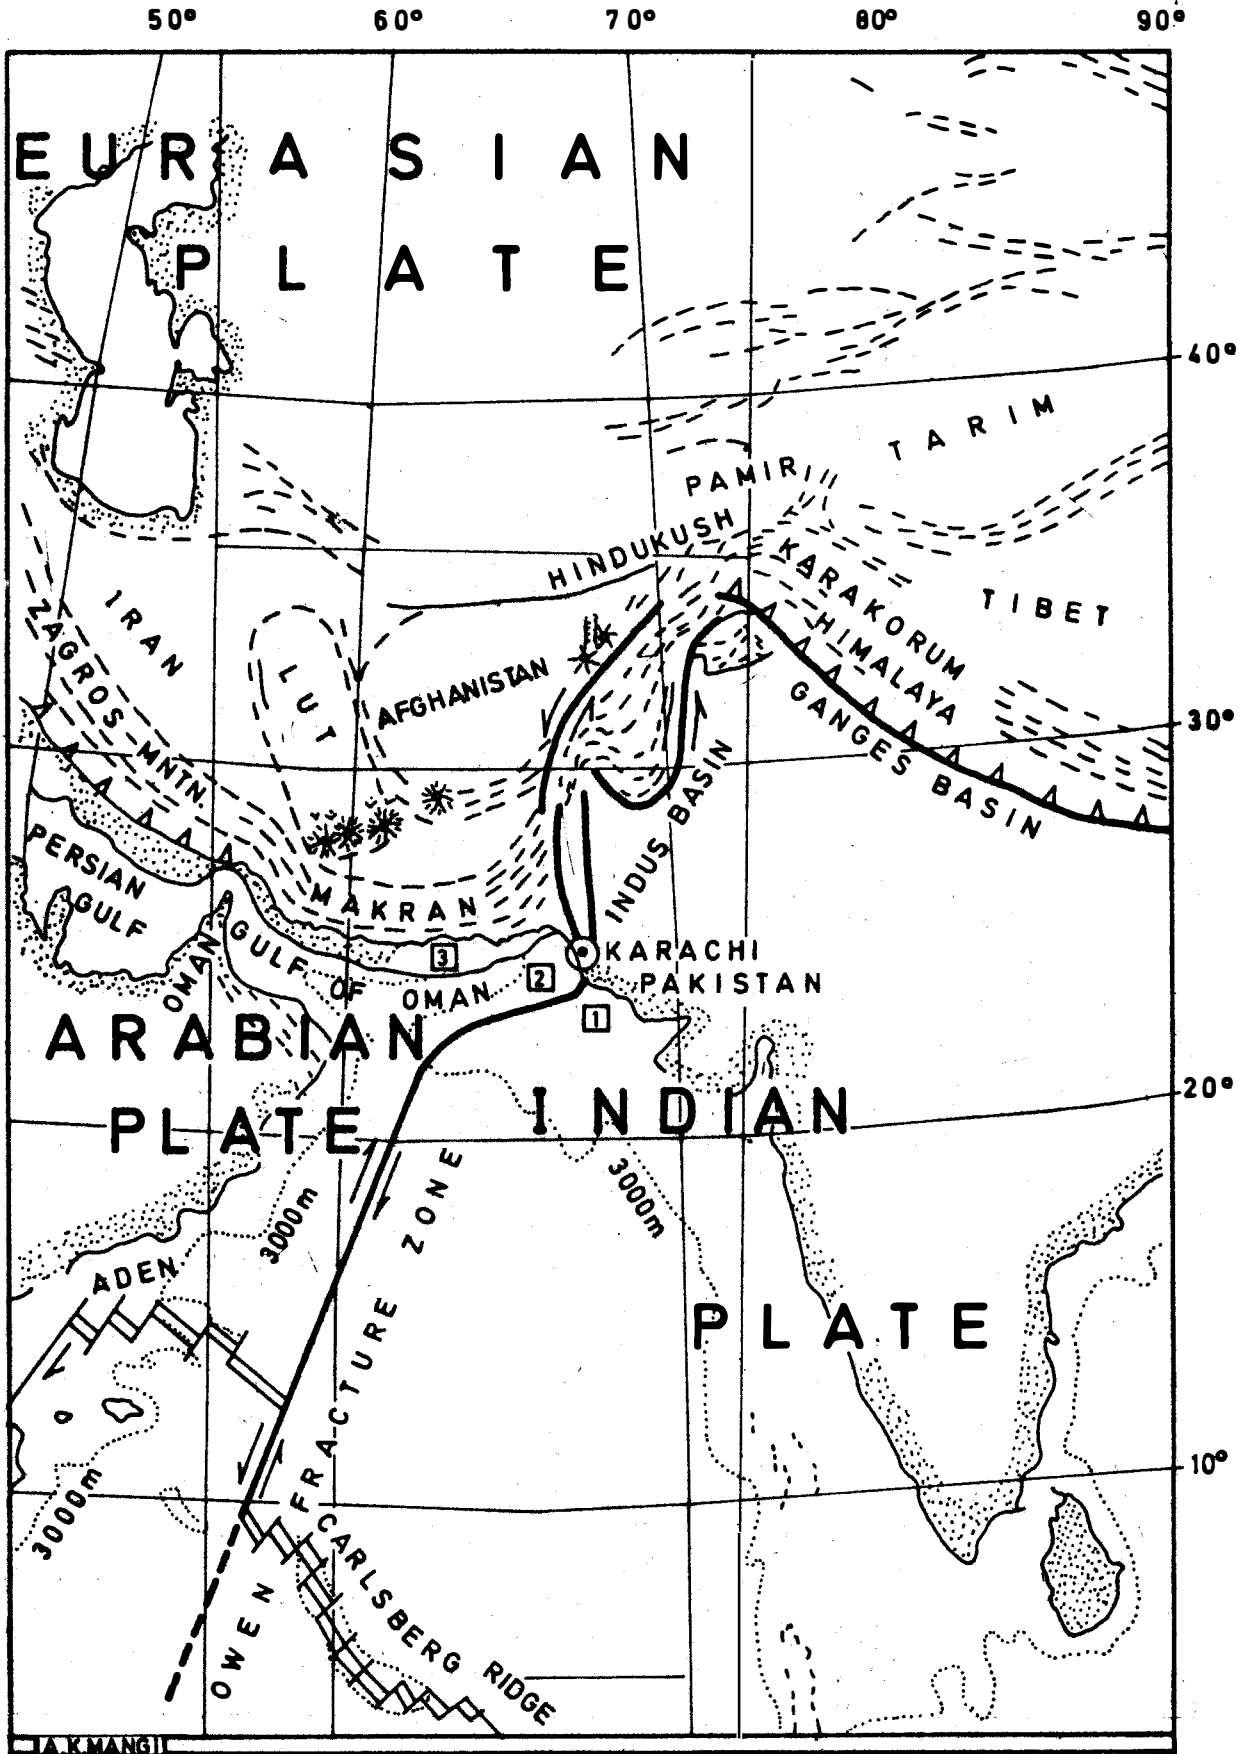 50° 60° 70° 80° 90°
EURASIAN
PLATE
40°
TARIM
PAMIR
HINDUKUSH
KARAKORUM
TIBET
HIMALAYA
IRAN
ZAGROS MNTN.
LUT
AFGHANISTAN
30°
GANGES BASIN
INDUS BASIN
PERSIAN
GULF
MAKRAN
GULF OF OMAN
OMAN
3
2
1
KARACHI
PAKISTAN
ARABIAN
PLATE
INDIAN
PLATE
20°
3000m
3000m
ADEN
OWEN FRACTURE ZONE
10°
3000m
CARLSBERG RIDGE
A.K.MANGI